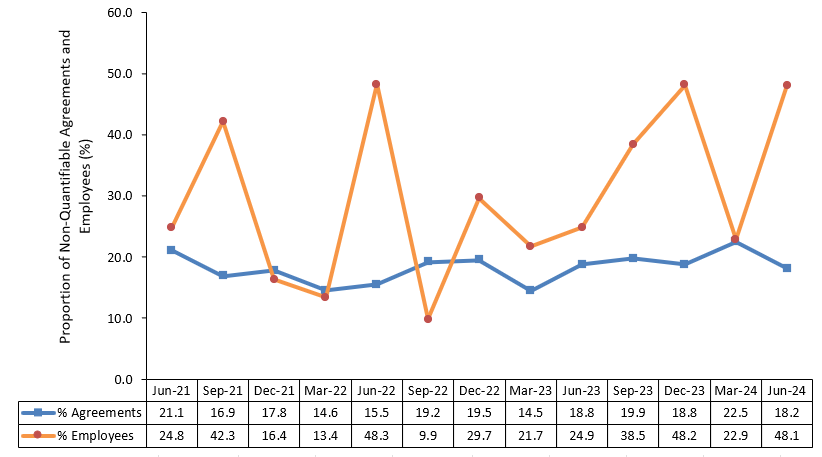 60.0
50.0
40.0
30.0
20.0
10.0
0.0
Proportion of Non-Quantifiable Agreements and
Employees (%)
Jun-21 Sep-21 Dec-21 Mar-22 Jun-22 Sep-22 Dec-22 Mar-23 Jun-23 Sep-23 Dec-23 Mar-24 Jun-24
% Agreements 21.1 16.9 17.8 14.6 15.5 19.2 19.5 14.5 18.8 19.9 18.8 22.5 18.2
% Employees 24.8 42.3 16.4 13.4 48.3 9.9 29.7 21.7 24.9 38.5 48.2 22.9 48.1